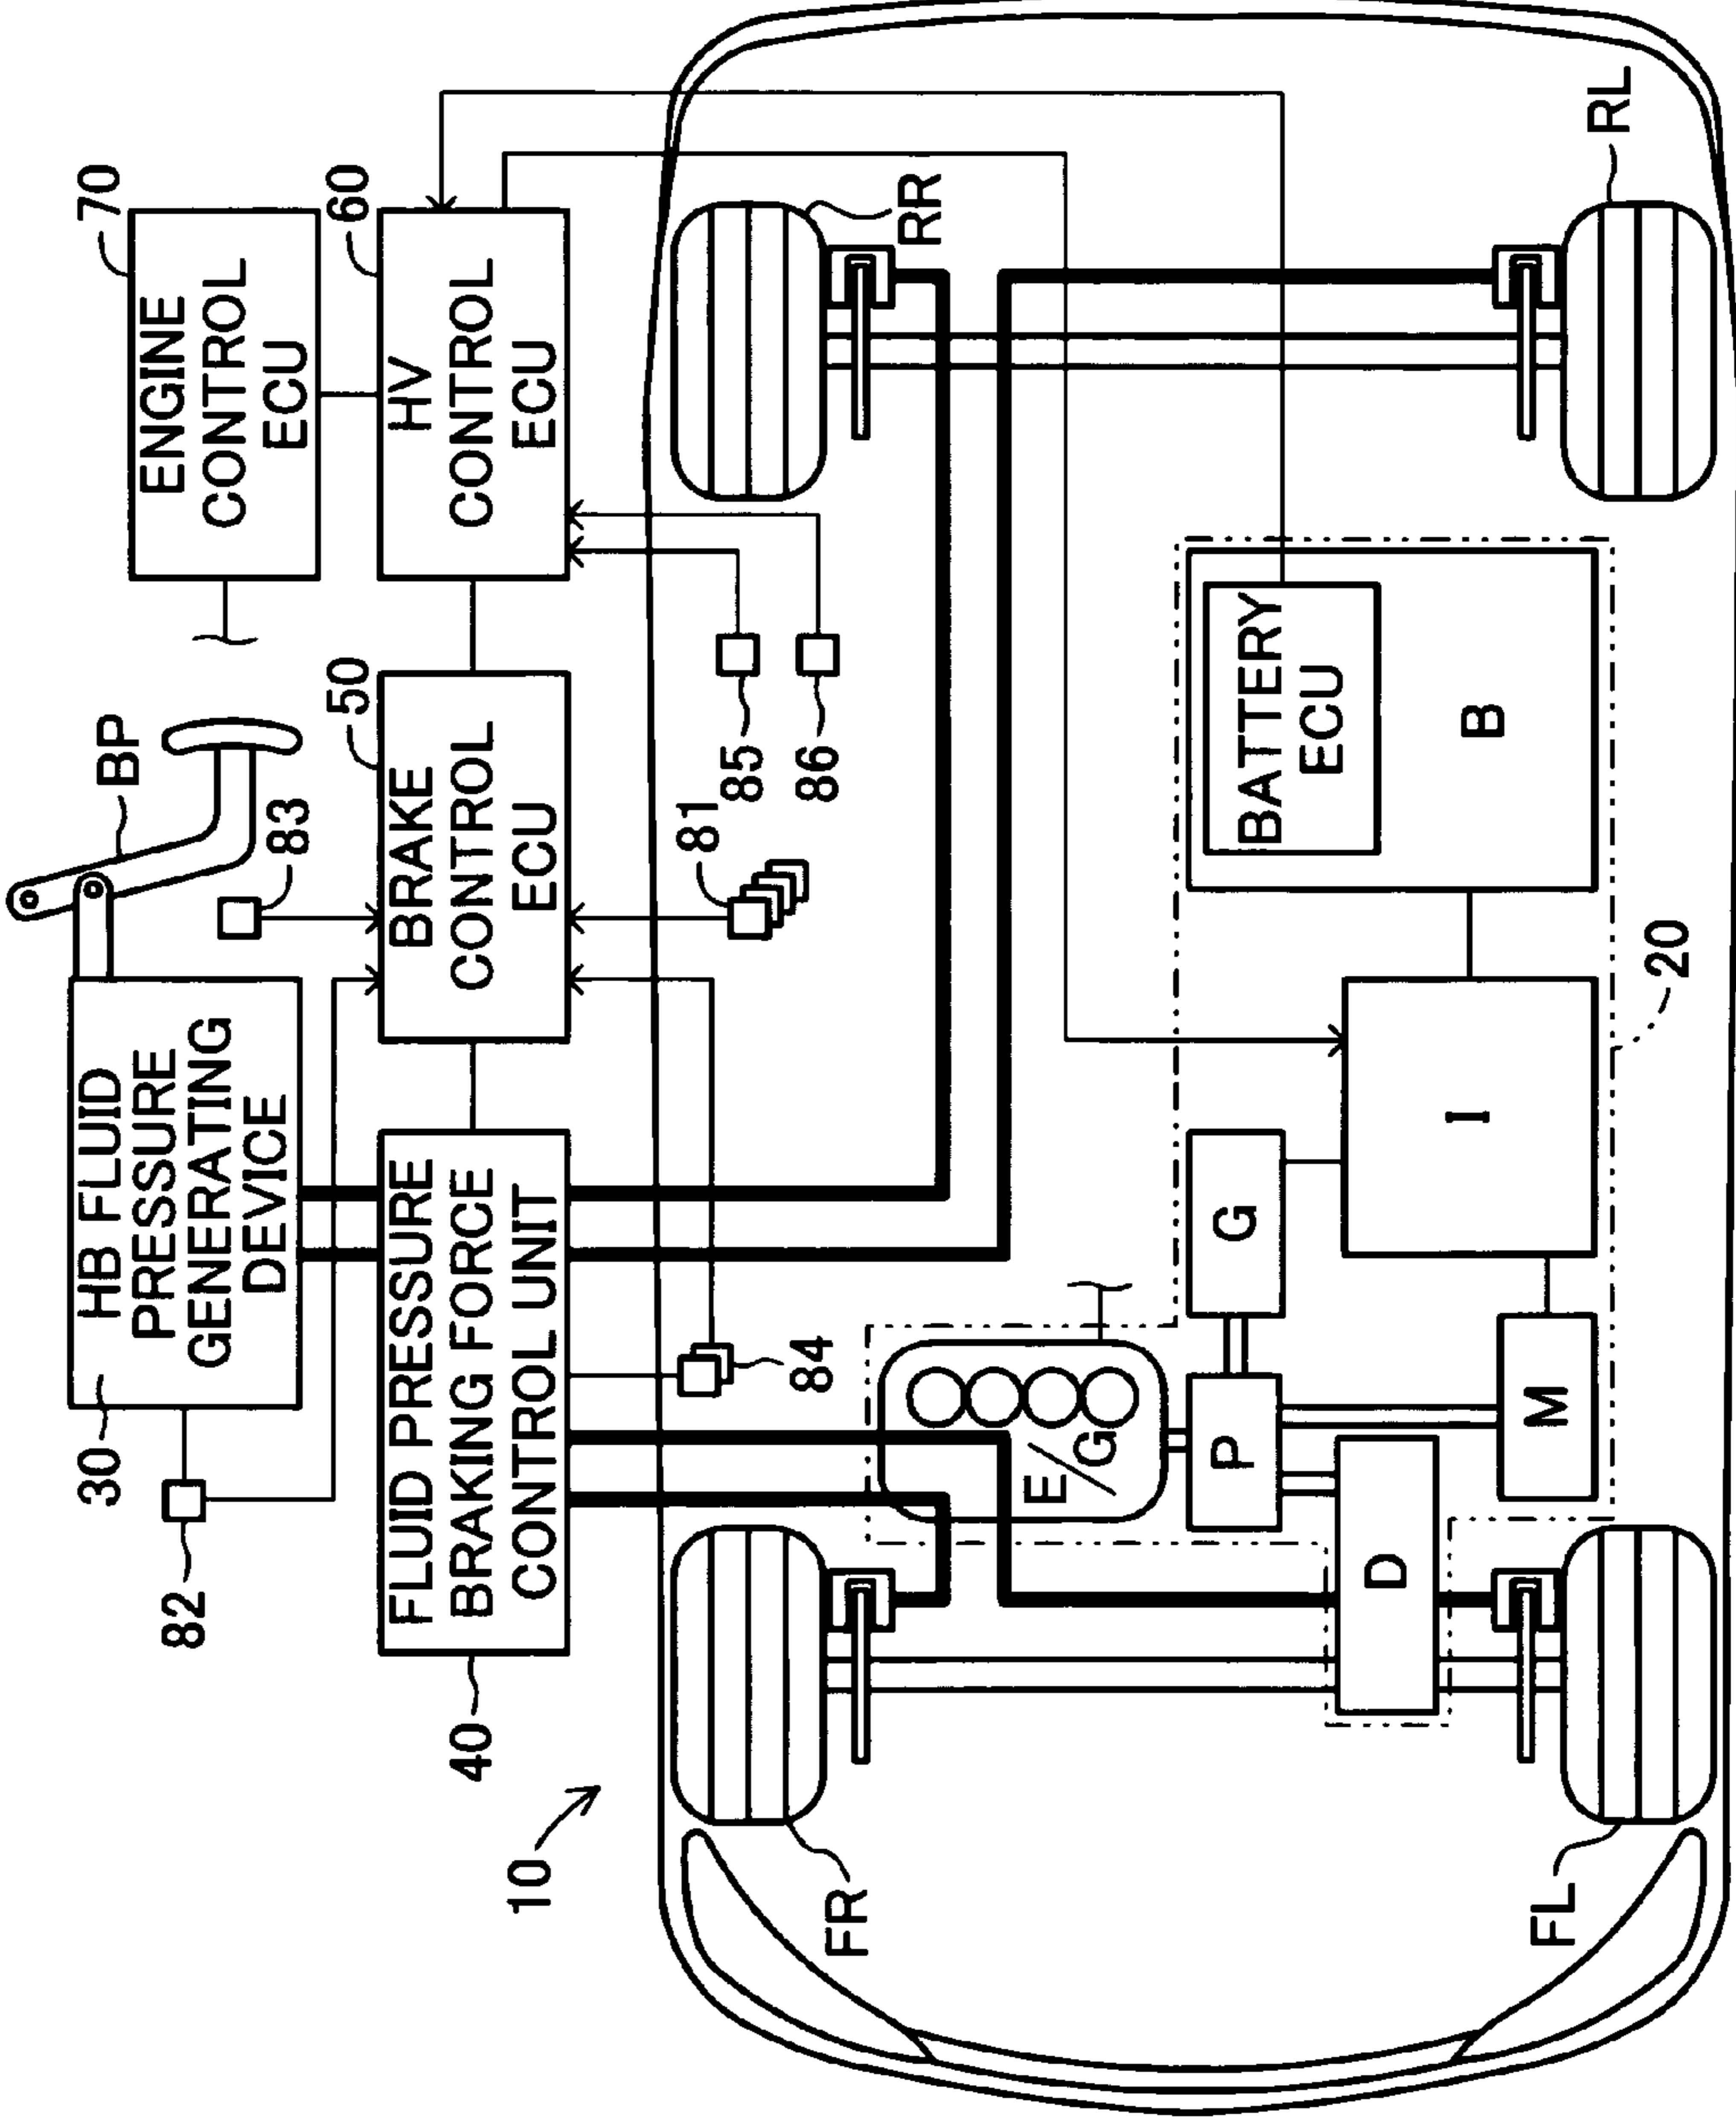 70
ENGINE
CONTROL
ECU
60
HV
CONTROL
ECU
BP
83
50
BRAKE
CONTROL
ECU
30
HB FLUID
PRESSURE
GENERATING
DEVICE
82
40
FLUID PRESSURE
BRAKING FORCE
CONTROL UNIT
81
84
85
86
10
FR
RR
FL
RL
E/G
P
G
M
D
I
BATTERY
ECU
B
20